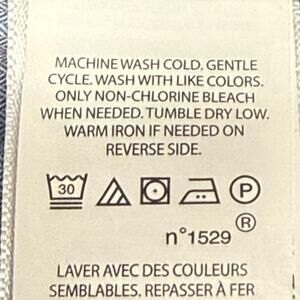 MACHINE WASH COLD. GENTLE
CYCLE. WASH WITH LIKE COLORS.
ONLY NON-CHLORINE BLEACH
WHEN NEEDED. TUMBLE DRY LOW.
WARM IRON IF NEEDED ON
REVERSE SIDE.
30 P
n°1529 ®
LAVER AVEC DES COULEURS
SEMBLABLES. REPASSER À FER